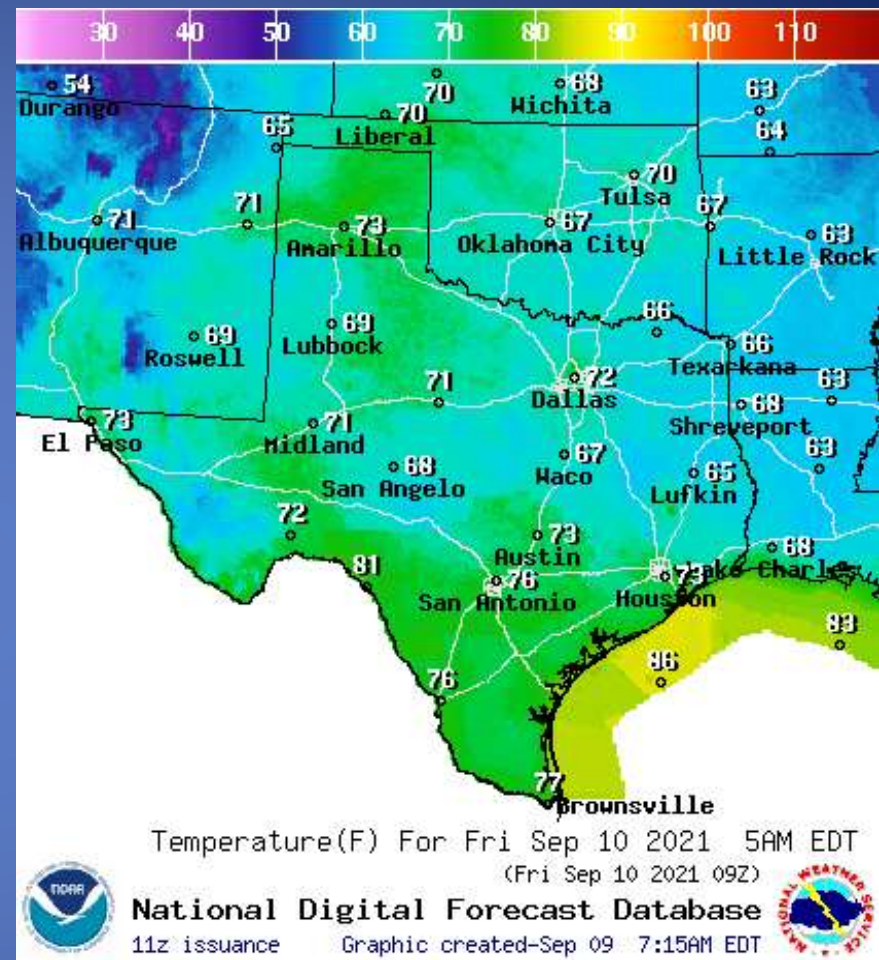 30 40 50 60 70 80 90 100 110
54
Durango
70
68
Wichita
63
70
Liberal
65
64
70
Tulsa
71
Albuquerque
71
73
Amarillo
67
Oklahoma City
67
63
Little Rock
69
Roswell
69
Lubbock
66
66
Texarkana
72
Dallas
71
63
68
Shreveport
73
El Paso
71
Midland
68
San Angelo
67
Waco
65
Lufkin
63
72
73
Austin
68
Lake Charles
81
76
San Antonio
73
Houston
83
86
76
77
Brownsville
Temperature(F) For Fri Sep 10 2021 5AM EDT
(Fri Sep 10 2021 09Z)
NOAA
National Digital Forecast Database
NATIONAL WEATHER SERVICE
11z issuance Graphic created-Sep 09 7:15AM EDT